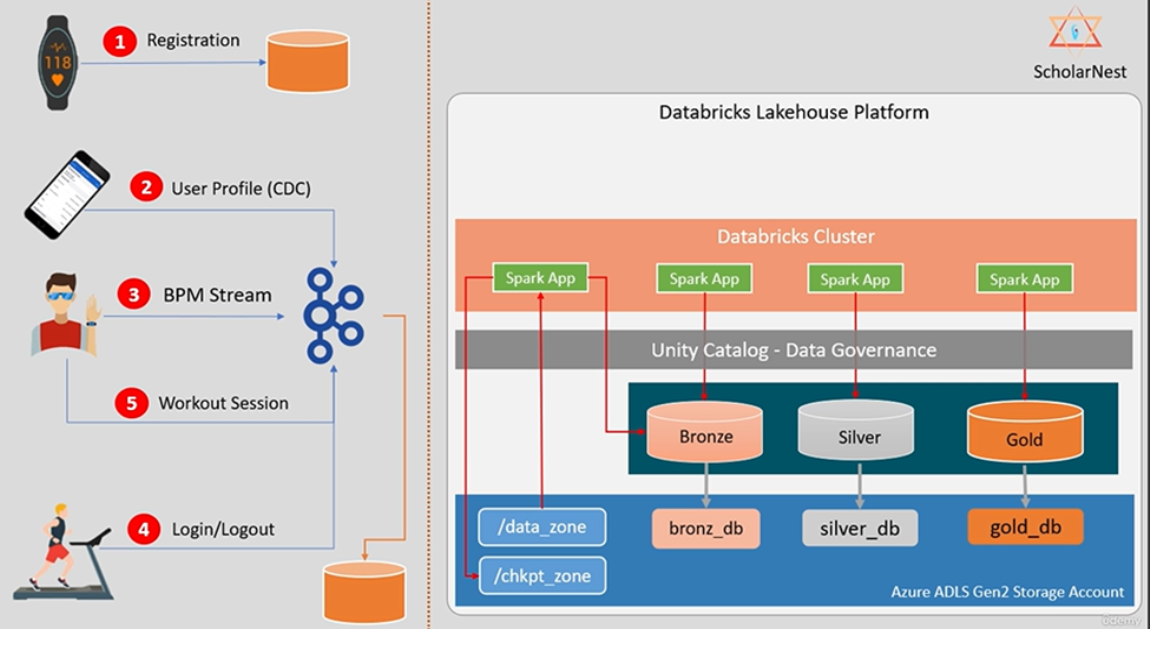 118
1 Registration
2 User Profile (CDC)
3 BPM Stream
5 Workout Session
4 Login/Logout
ScholarNest
Databricks Lakehouse Platform
Databricks Cluster
Spark App Spark App Spark App Spark App
Unity Catalog - Data Governance
Bronze Silver Gold
/data_zone bronz_db silver_db gold_db
/chkpt_zone
Azure ADLS Gen2 Storage Account
ûdemy